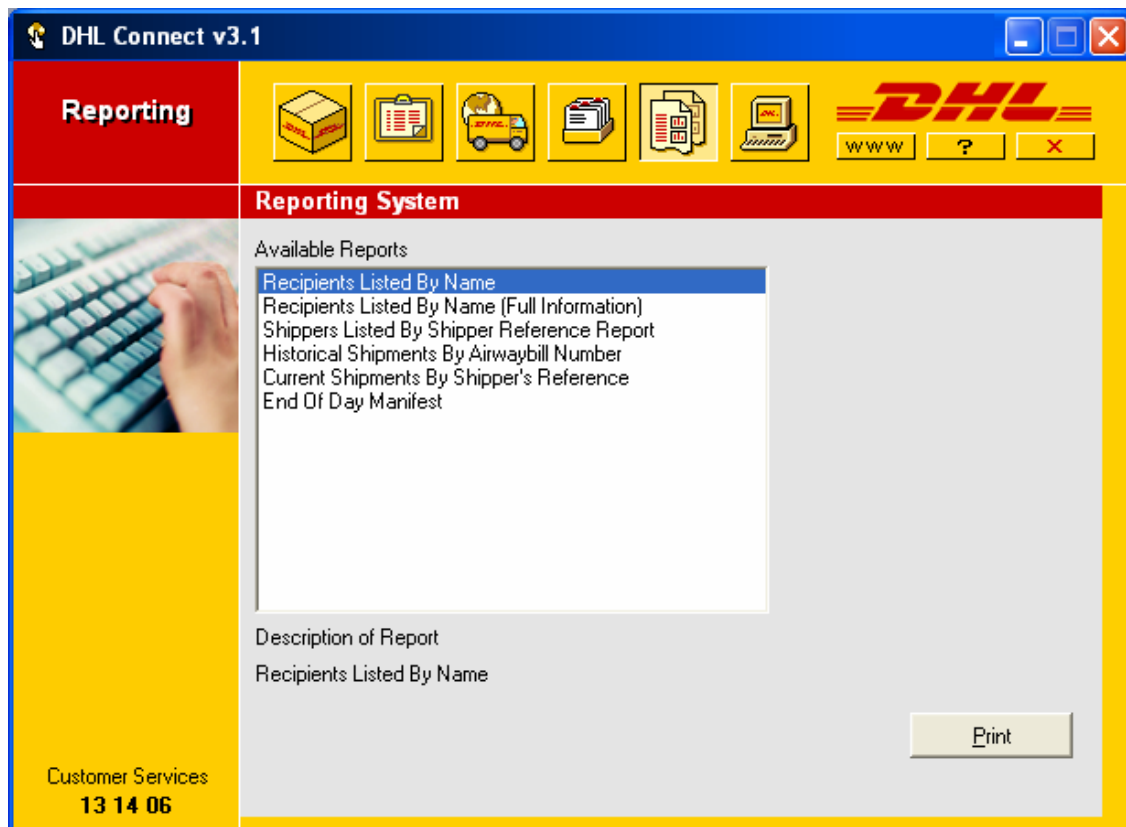 DHL Connect v3.1
Reporting
DHL
www ? ×
Reporting System
Available Reports
Recipients Listed By Name
Recipients Listed By Name (Full Information)
Shippers Listed By Shipper Reference Report
Historical Shipments By Airwaybill Number
Current Shipments By Shipper's Reference
End Of Day Manifest
Description of Report
Recipients Listed By Name
Print
Customer Services
13 14 06